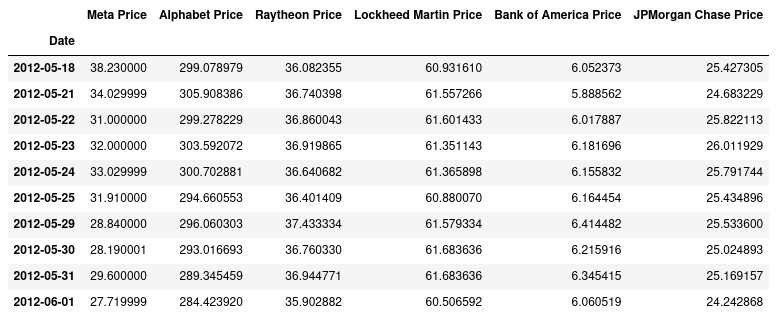 Meta Price Alphabet Price Raytheon Price Lockheed Martin Price Bank of America Price JPMorgan Chase Price
Date
2012-05-18 38.230000 299.078979 36.082355 60.931610 6.052373 25.427305
2012-05-21 34.029999 305.908386 36.740398 61.557266 5.888562 24.683229
2012-05-22 31.000000 299.278229 36.860043 61.601433 6.017887 25.822113
2012-05-23 32.000000 303.592072 36.919865 61.351143 6.181696 26.011929
2012-05-24 33.029999 300.702881 36.640682 61.365898 6.155832 25.791744
2012-05-25 31.910000 294.660553 36.401409 60.880070 6.164454 25.434896
2012-05-29 28.840000 296.060303 37.433334 61.579334 6.414482 25.533600
2012-05-30 28.190001 293.016693 36.760330 61.683636 6.215916 25.024893
2012-05-31 29.600000 289.345459 36.944771 61.683636 6.345415 25.169157
2012-06-01 27.719999 284.423920 35.902882 60.506592 6.060519 24.242868